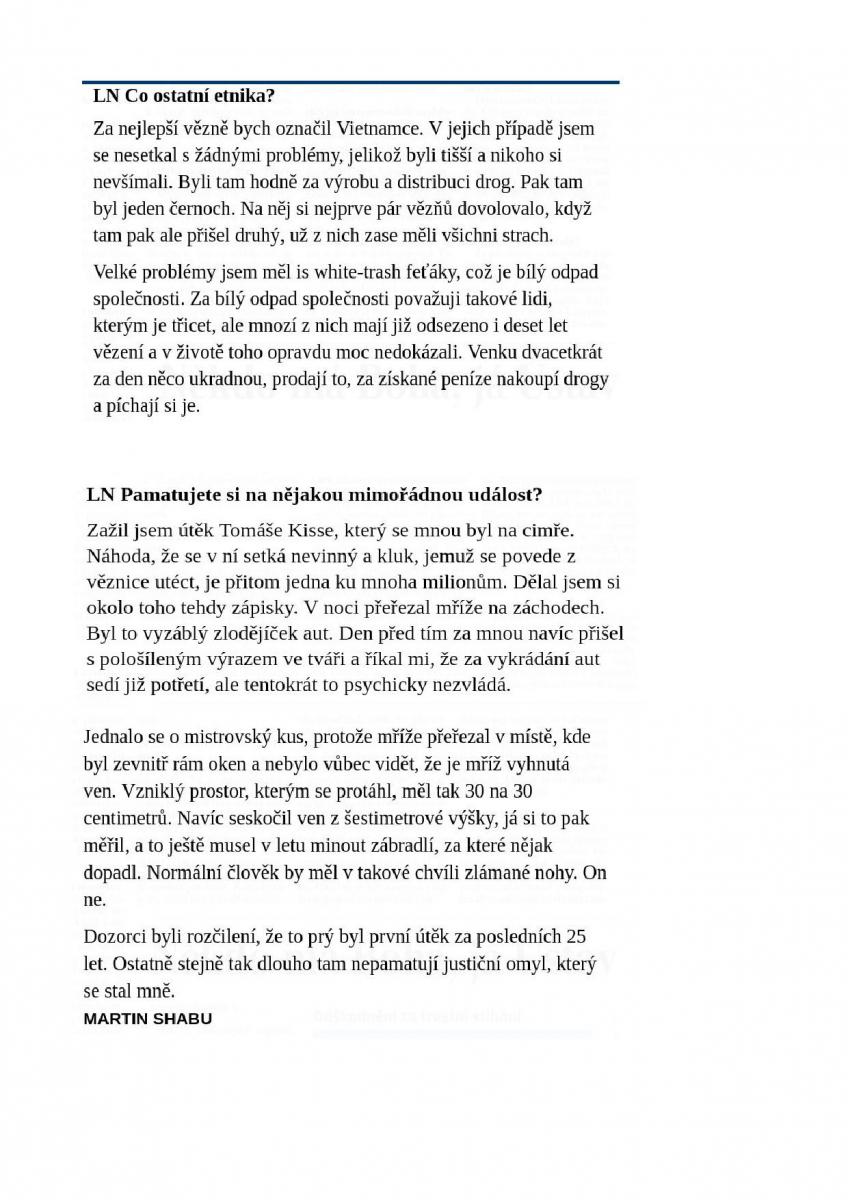 LN Co ostatní etnika?
Za nejlepší vězně bych označil Vietnamce. V jejich případě jsem
se nesetkal s žádnými problémy, jelikož byli tišší a nikoho si
nevšímali. Byli tam hodně za výrobu a distribuci drog. Pak tam
byl jeden černoch. Na něj si nejprve pár vězňů dovolovalo, když
tam pak ale přišel druhý, už z nich zase měli všichni strach.
Velké problémy jsem měl is white-trash feťáky, což je bílý odpad
společnosti. Za bílý odpad společnosti považuji takové lidi,
kterým je třicet, ale mnozí z nich mají již odsezeno i deset let
vězení a v životě toho opravdu moc nedokázali. Venku dvacetkrát
za den něco ukradnou, prodají to, za získané peníze nakoupí drogy
a píchají si je.
LN Pamatujete si na nějakou mimořádnou událost?
Zažil jsem útěk Tomáše Kisse, který se mnou byl na cimře.
Náhoda, že se v ní setká nevinný a kluk, jemuž se povede z
věznice utéct, je přitom jedna ku mnoha milionům. Dělal jsem si
okolo toho tehdy zápisky. V noci přeřezal mříže na záchodech.
Byl to vyzáblý zlodějíček aut. Den před tím za mnou navíc přišel
s pološíleným výrazem ve tváři a říkal mi, že za vykrádání aut
sedí již potřetí, ale tentokrát to psychicky nezvládá.
Jednalo se o mistrovský kus, protože mříže přeřezal v místě, kde
byl zevnitř rám oken a nebylo vůbec vidět, že je mříž vyhnutá
ven. Vzniklý prostor, kterým se protáhl, měl tak 30 na 30
centimetrů. Navíc seskočil ven z šestimetrové výšky, já si to pak
měřil, a to ještě musel v letu minout zábradlí, za které nějak
dopadl. Normální člověk by měl v takové chvíli zlámané nohy. On
ne.
Dozorci byli rozčilení, že to prý byl první útěk za posledních 25
let. Ostatně stejně tak dlouho tam nepamatují justiční omyl, který
se stal mně.
MARTIN SHABU